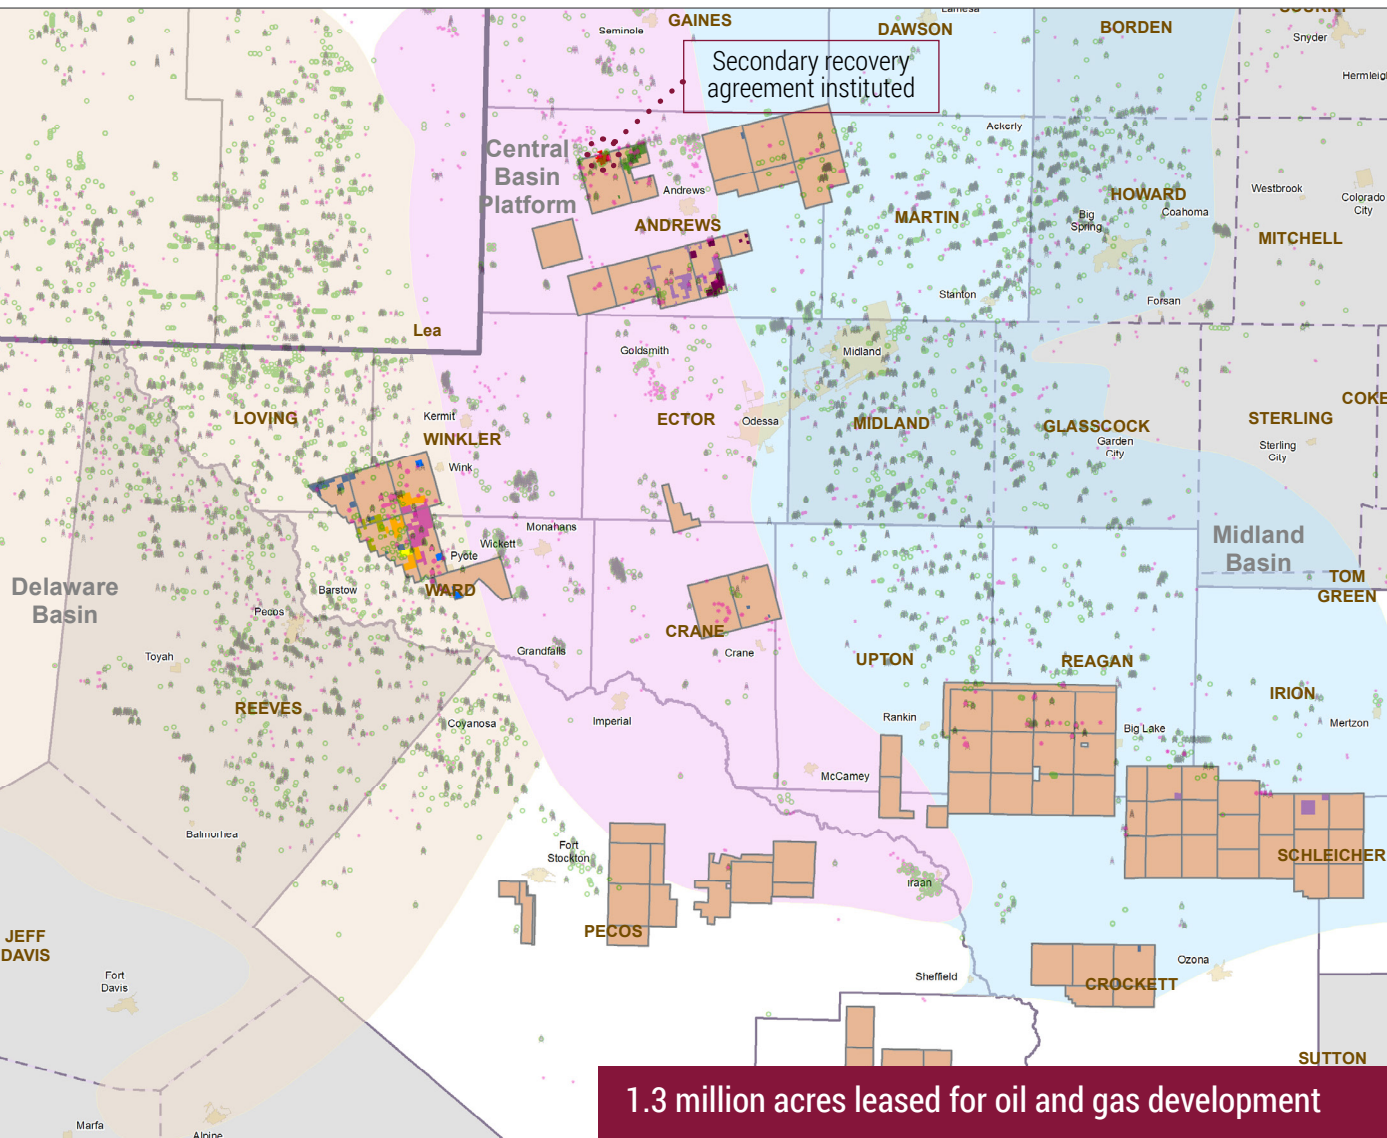 GAINES
Seminole
DAWSON
BORDEN
Snyder
Hermleigh
Secondary recovery
agreement instituted
Ackerly
Central
Basin
Platform
Andrews
ANDREWS
MARTIN
HOWARD
Big
Spring
Coahoma
Westbrook
Colorado
City
MITCHELL
Stanton
Forsan
Lea
Goldsmith
Midland
LOVING
Kermit
WINKLER
ECTOR
Odessa
MIDLAND
GLASSCOCK
Garden
City
STERLING
Sterling
City
COKE
Wink
Monahans
Wickett
Pyote
Midland
Basin
Delaware
Basin
Barstow
WARD
Pecos
TOM
GREEN
CRANE
Crane
Grandfalls
Toyah
REEVES
UPTON
REAGAN
IRION
Mertzon
Coyanosa
Imperial
Rankin
Big Lake
McCamey
Balmorhea
Fort
Stockton
Iraan
SCHLEICHER
PECOS
JEFF
DAVIS
Fort
Davis
Sheffield
Ozona
CROCKETT
SUTTON
1.3 million acres leased for oil and gas development
Marfa
Alpine